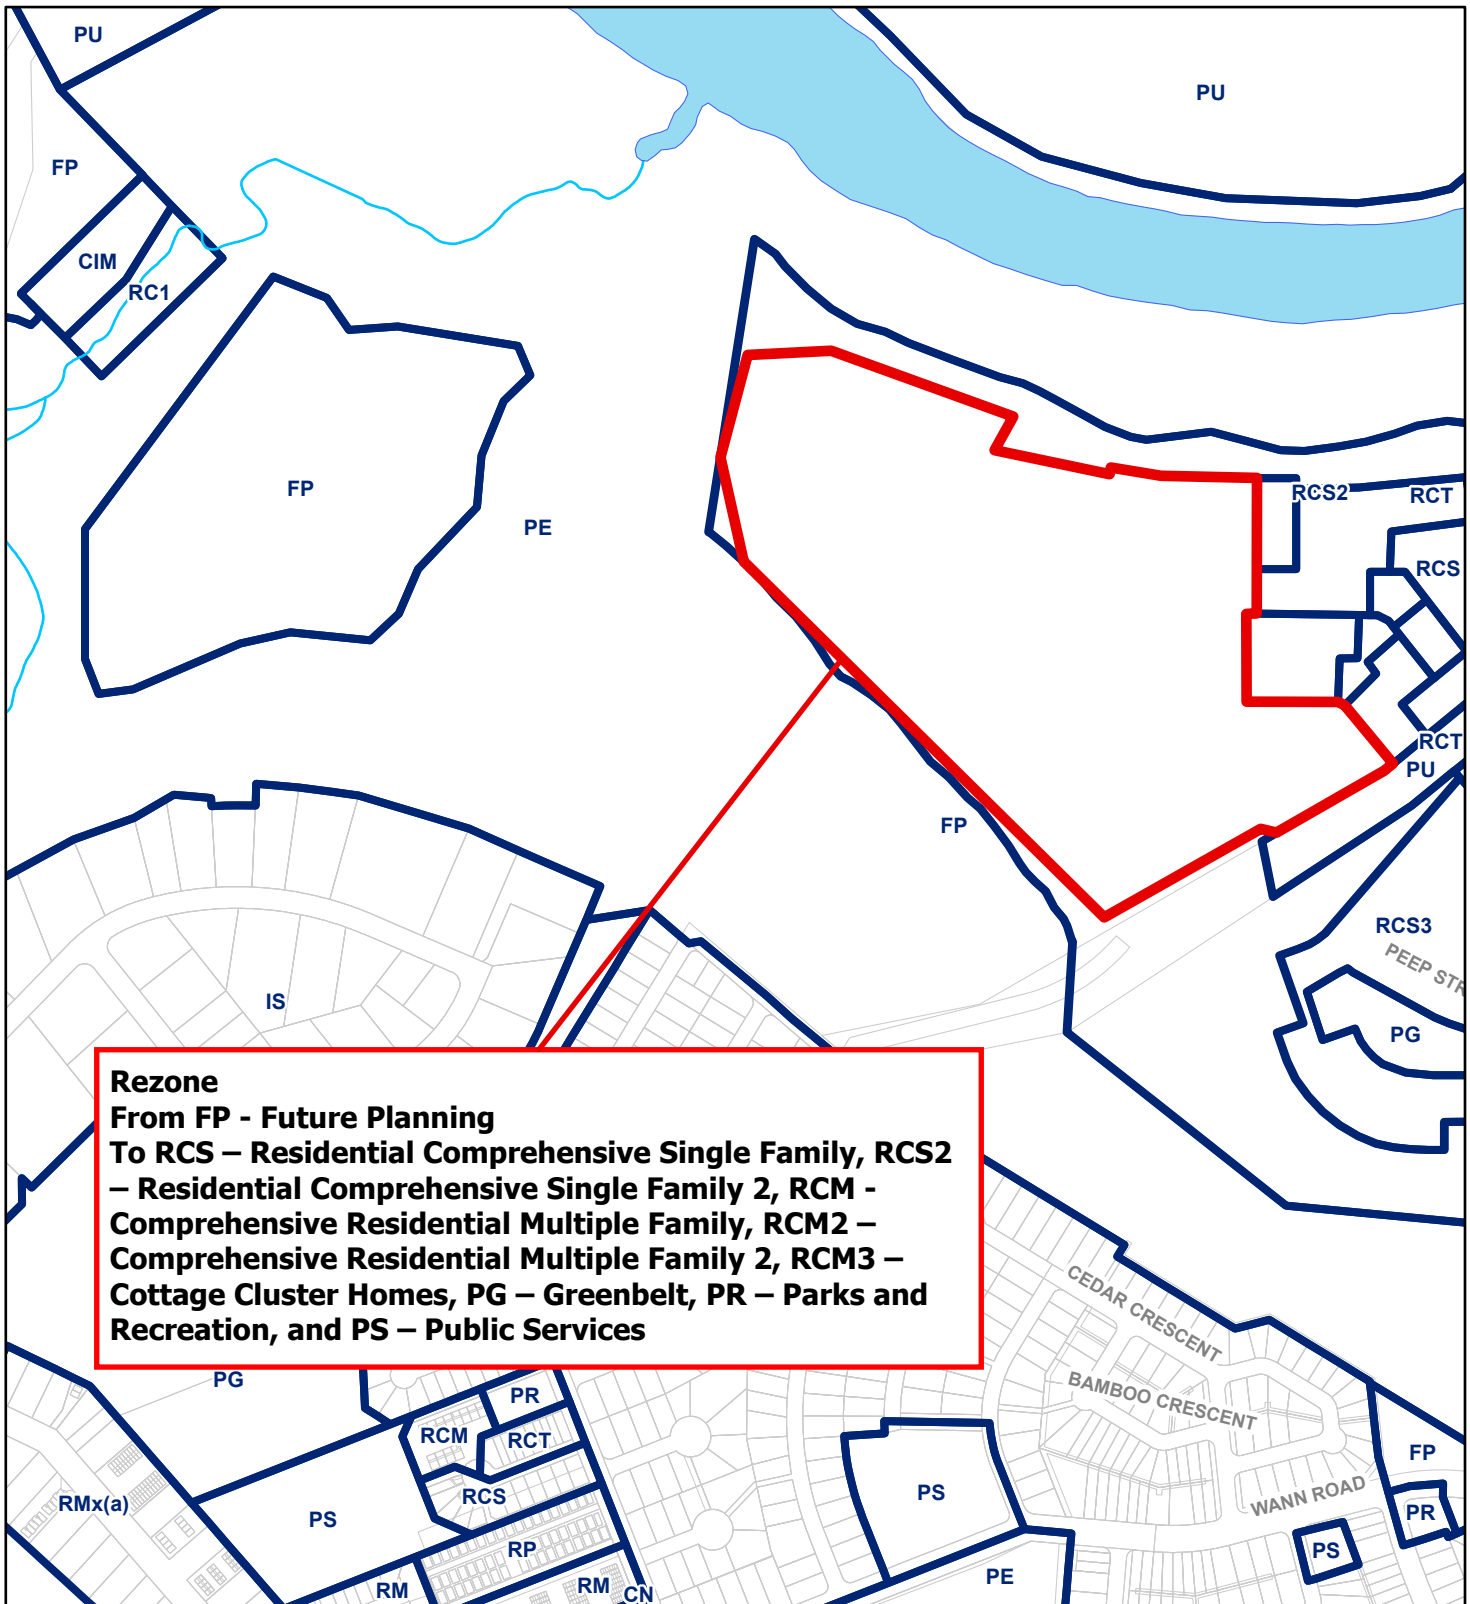 PU
PU
FP
CIM
RC1
FP
PE
RCS2
RCT
RCS
RCT
PU
FP
RCS3
PEEP STR
IS
PG
Rezone
From FP - Future Planning
To RCS – Residential Comprehensive Single Family, RCS2
– Residential Comprehensive Single Family 2, RCM -
Comprehensive Residential Multiple Family, RCM2 –
Comprehensive Residential Multiple Family 2, RCM3 –
Cottage Cluster Homes, PG – Greenbelt, PR – Parks and
Recreation, and PS – Public Services
CEDAR CRESCENT
BAMBOO CRESCENT
WANN ROAD
PG
PR
RCM
RCT
RCS
RMx(a)
PS
RP
RM
RM
CN
PS
PE
FP
PR
PS